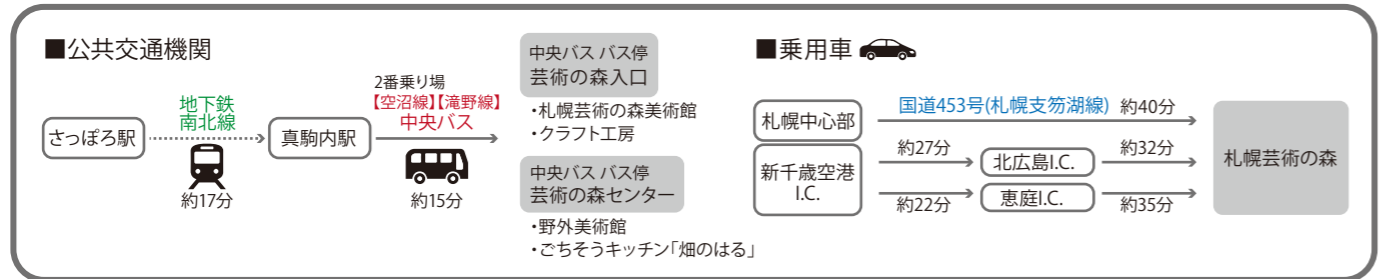 ■公共交通機関
さっぽろ駅
地下鉄
南北線
約17分
真駒内駅
2番乗り場
【空沼線】【滝野線】
中央バス
約15分
中央バス バス停
芸術の森入口
・札幌芸術の森美術館
・クラフト工房
中央バス バス停
芸術の森センター
・野外美術館
・ごちそうキッチン「畑のはる」
■乗用車
札幌中心部
国道453号(札幌支笏湖線) 約40分
新千歳空港
I.C.
約27分
北広島I.C.
約32分
約22分
恵庭I.C.
約35分
札幌芸術の森